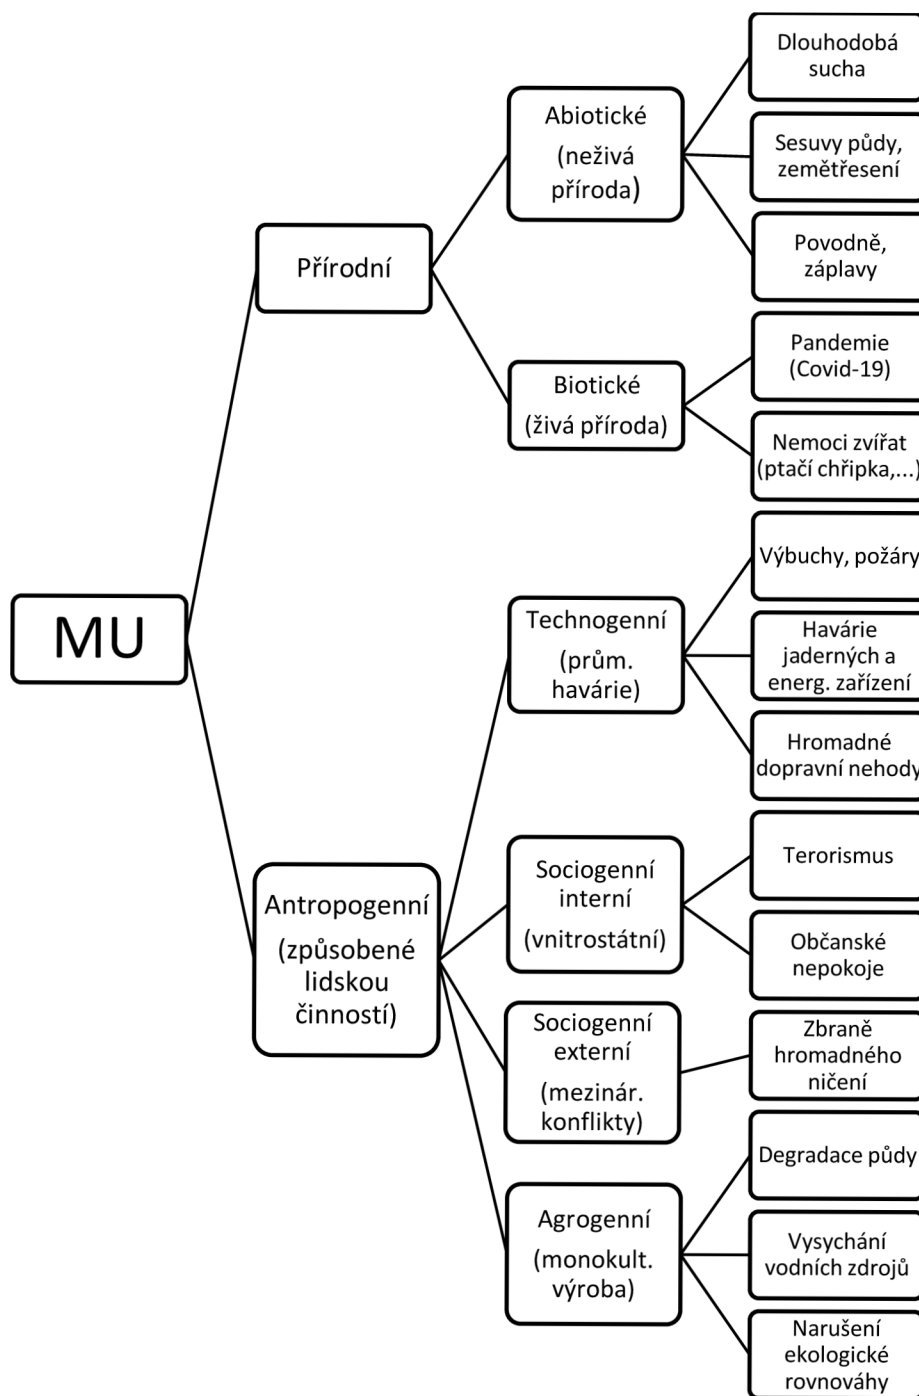 MU
Přírodní
Abiotické
(neživá
příroda)
Dlouhodobá
sucha
Sesuvy půdy,
zemětřesení
Povodně,
záplavy
Biotické
(živá příroda)
Pandemie
(Covid-19)
Nemoci zvířat
(ptačí chřipka,...)
Antropogenní
(způsobené
lidskou
činností)
Technogenní
(prům.
havárie)
Výbuchy, požáry
Havárie
jaderných a
energ. zařízení
Hromadné
dopravní nehody
Sociogenní
interní
(vnitrostátní)
Terorismus
Občanské
nepokoje
Sociogenní
externí
(mezinár.
konflikty)
Zbraně
hromadného
ničení
Agrogenní
(monokult.
výroba)
Degradace půdy
Vysychání
vodních zdrojů
Narušení
ekologické
rovnováhy